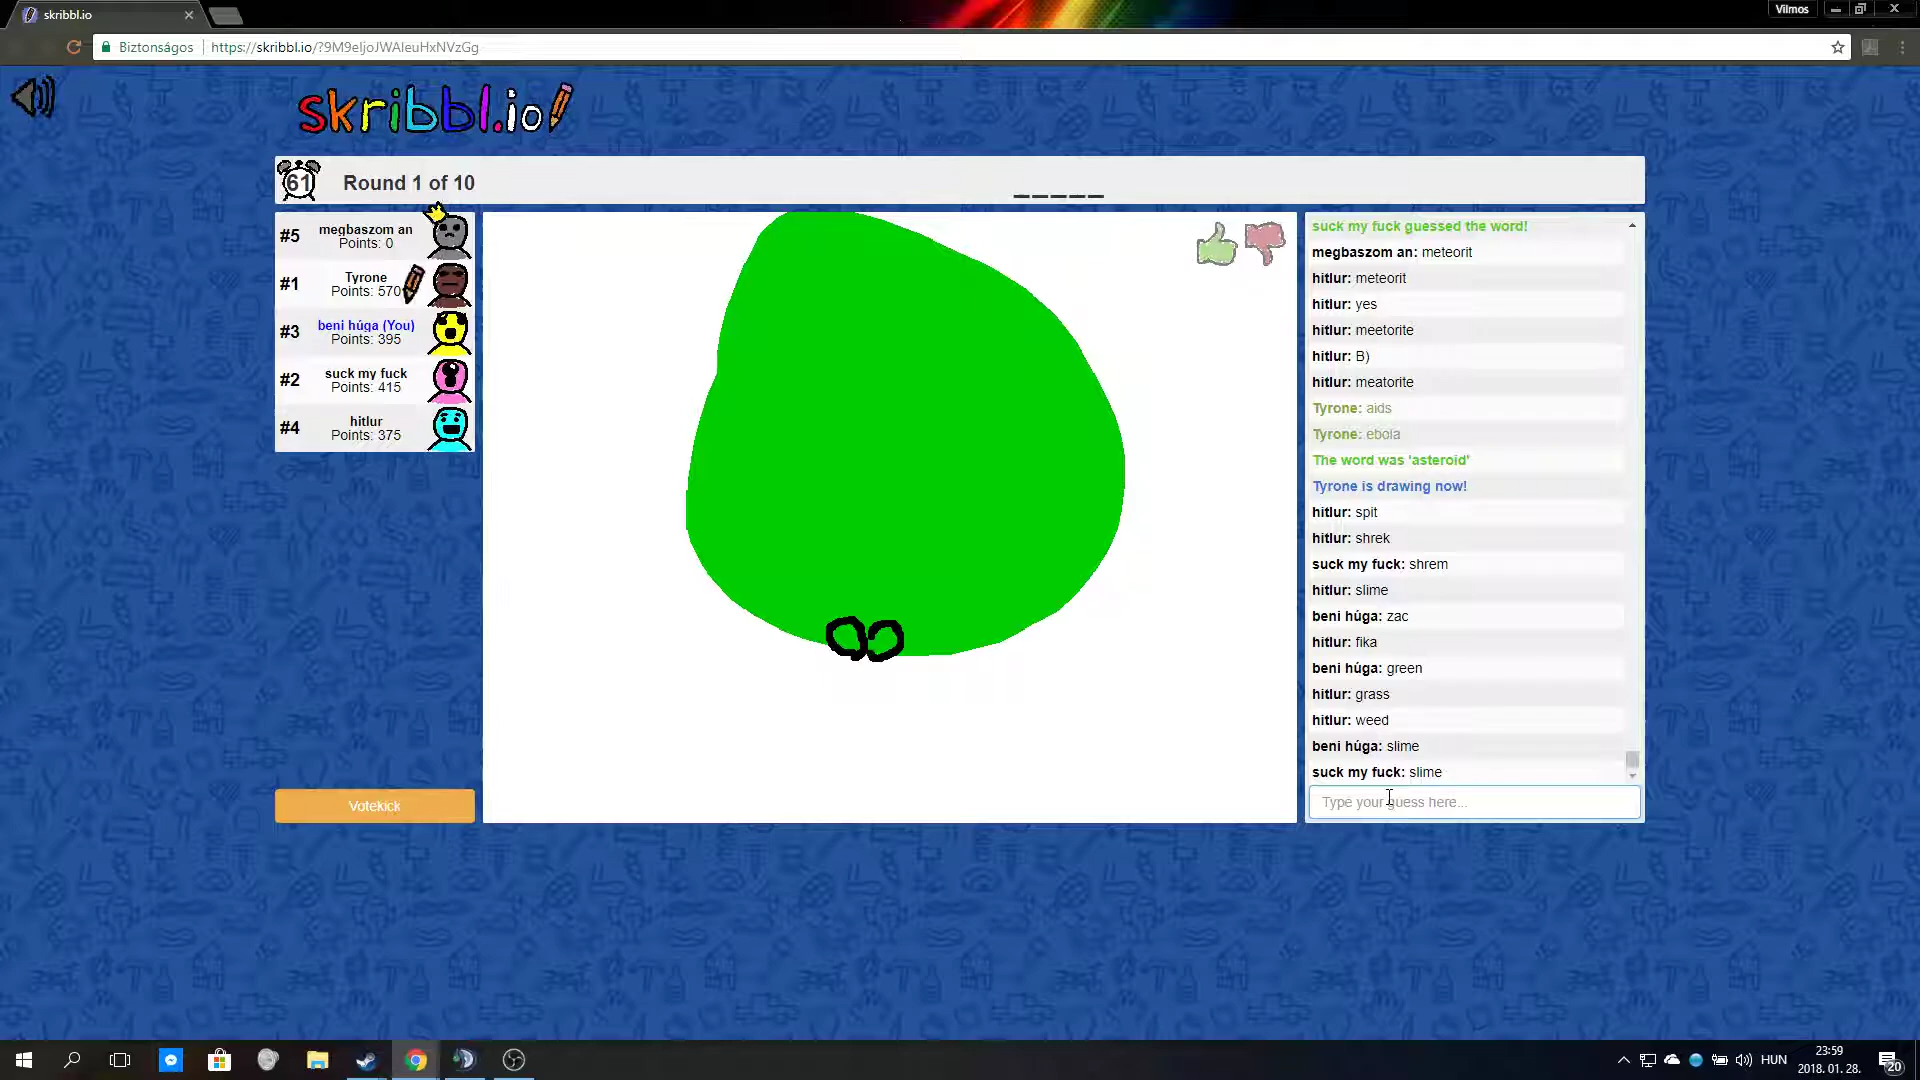 skribbl.io
Vilmos
Biztonságos https://skribbl.io/?9M9eIjoJWAIeuHxNVzGg
skribbl.io
61 Round 1 of 10 _____
#5 megbaszom an
Points: 0
#1 Tyrone
Points: 570
#3 beni húga (You)
Points: 395
#2 suck my fuck
Points: 415
#4 hitlur
Points: 375
Votekick
suck my fuck guessed the word!
megbaszom an: meteorit
hitlur: meteorit
hitlur: yes
hitlur: meetorite
hitlur: B)
hitlur: meatorite
Tyrone: aids
Tyrone: ebola
The word was 'asteroid'
Tyrone is drawing now!
hitlur: spit
hitlur: shrek
suck my fuck: shrem
hitlur: slime
beni húga: zac
hitlur: fika
beni húga: green
hitlur: grass
hitlur: weed
beni húga: slime
suck my fuck: slime
Type your guess here...
HUN
23:59
2018. 01. 28.
20